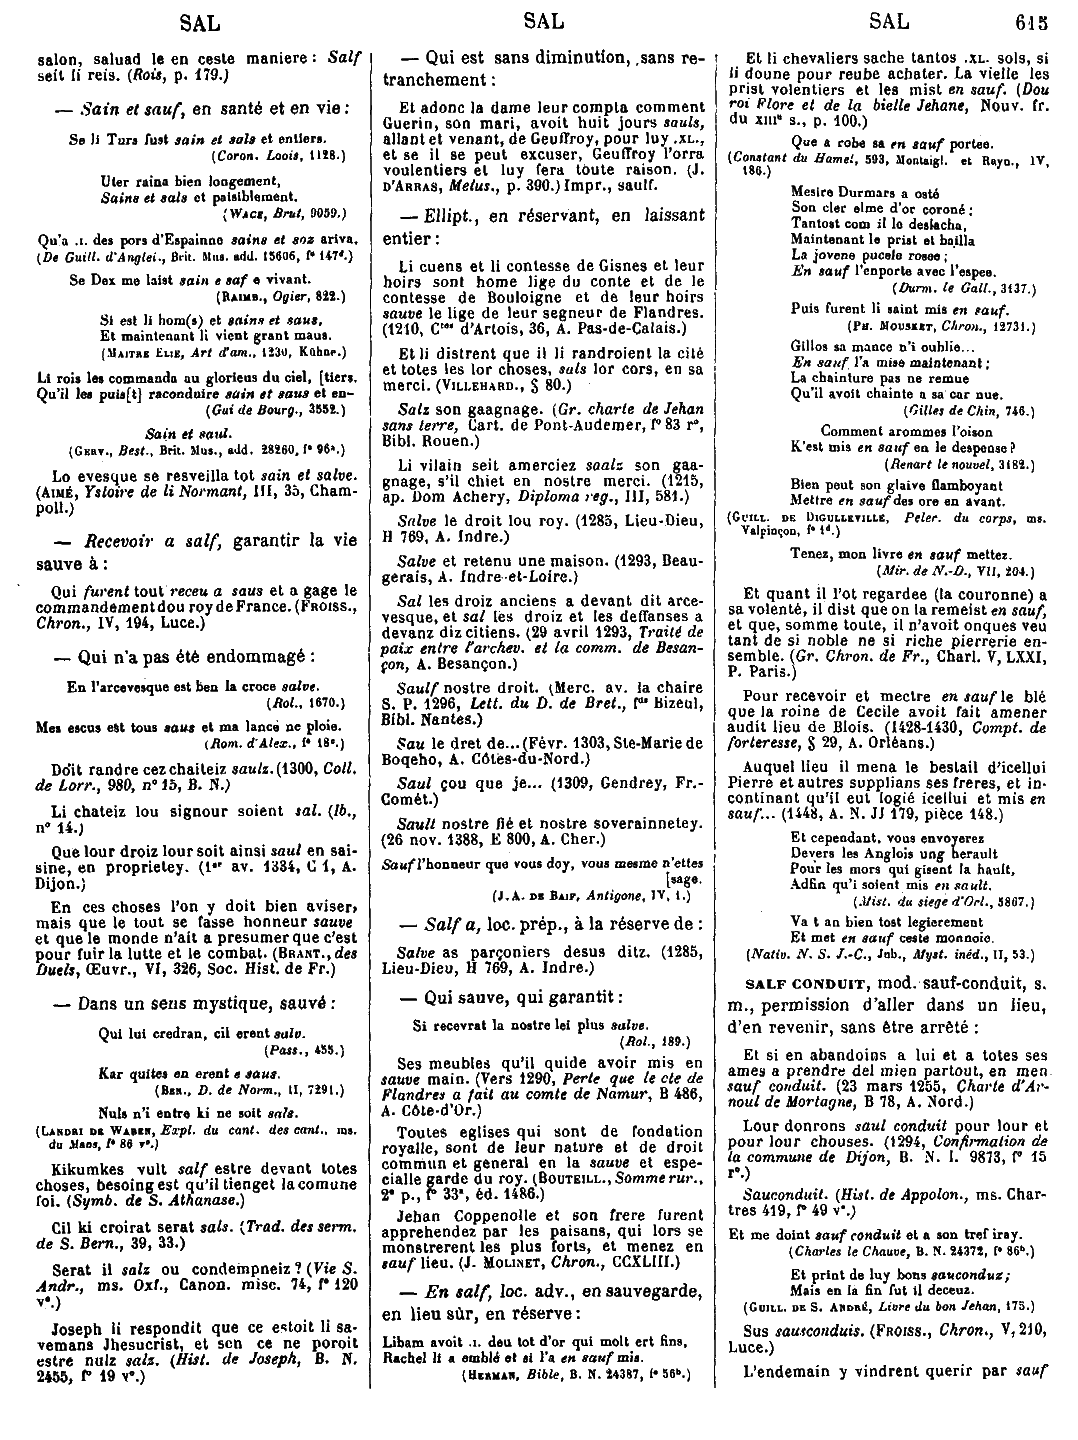 SAL
SAL
SAL
615
salon, saluad le en ceste maniere : Salf
seit li reis. (Rois, p. 179.)
— Sain et sauf, en santé et en vie :
Se li Turs fust sain et sals et entiers.
(Coron. Loois, 1128.)
Uter raina bien longement,
Sains et sals et paisiblement.
(WACE, Brut, 9059.)
Qu'a .I. des pors d'Espainne sains et soz ariva.
(De Guill. d'Anglei., Brit. Mus. add. 15606, f° 147ᵈ.)
Se Dex me laist sain e saf e vivant.
(RAIMB., Ogier, 822.)
Si est li hom(s) et sains et saus,
Et maintenant li vient grant maus.
(MAITRE ELIE, Art d'am., 1230, Kühne.)
Li rois les commanda au glorieus du ciel, [tiers.
Qu'il les puis[t] raconduire sain et saus et en-
(Gui de Bourg., 3552.)
Sain et saul.
(GERV., Best., Brit. Mus., add. 28260, f° 96ᵃ.)
Lo evesque se resveilla tot sain et salve.
(AIMÉ, Ystoire de li Normant, III, 35, Cham-
poll.)
— Recevoir a salf, garantir la vie
sauve à :
Qui furent tout receu a saus et a gage le
commandement dou roy de France. (FROISS.,
Chron., IV, 194, Luce.)
— Qui n'a pas été endommagé :
En l'arcevesque est ben la croce salve.
(Rol., 1670.)
Mes escus est tous saus et ma lance ne ploie.
(Rom. d'Alex., f° 18ᵃ.)
Doit randre cez chaiteiz saulz. (1300, Coll.
de Lorr., 980, n° 15, B. N.)
Li chateiz lou signour soient sal. (Ib.,
n° 14.)
Que lour droiz lour soit ainsi saul en sai-
sine, en proprietey. (1ᵉʳ av. 1334, C 1, A.
Dijon.)
En ces choses l'on y doit bien aviser,
mais que le tout se fasse honneur sauve
et que le monde n'ait a presumer que c'est
pour fuir la lutte et le combat. (BRANT., des
Duels, Œuvr., VI, 326, Soc. Hist. de Fr.)
— Dans un sens mystique, sauvé :
Qui lui credran, cil erent salv.
(Pass., 455.)
Kar quites en erent e saus.
(BEN., D. de Norm., II, 7291.)
Nuls n'i entre ki ne soit sals.
(LANDRI DE WABEN, Expl. du cant. des cant., ms.
du Mans, f° 86 v°.)
Kikumkes vult salf estre devant totes
choses, besoing est qu'il tienget la comune
foi. (Symb. de S. Athanase.)
Cil ki croirat serat sals. (Trad. des serm.
de S. Bern., 39, 33.)
Serat il salz ou condempneiz ? (Vie S.
Andr., ms. Oxf., Canon. misc. 74, f° 120
v°.)
Joseph li respondit que ce estoit li sa-
vemans Jhesucrist, et sen ce ne poroit
estre nulz salz. (Hist. de Joseph, B. N.
2455, f° 19 v°.)
— Qui est sans diminution, sans re-
tranchement :
Et adonc la dame leur compta comment
Guerin, son mari, avoit huit jours sauls,
allant et venant, de Geuffroy, pour luy .XL.,
et se il se peut excuser, Geuffroy l'orra
voulentiers et luy fera toute raison. (J.
D'ARRAS, Melus., p. 390.) Impr., saulf.
— Ellipt., en réservant, en laissant
entier :
Li cuens et li contesse de Gisnes et leur
hoirs sont home lige du conte et de le
contesse de Bouloigne et de leur hoirs
sauve le lige de leur segneur de Flandres.
(1210, Cᵗᵉˢ d'Artois, 36, A. Pas-de-Calais.)
Et li distrent que il li randroient la cité
et totes les lor choses, sals lor cors, en sa
merci. (VILLEHARD., § 80.)
Salz son gaagnage. (Gr. charte de Jehan
sans terre, Cart. de Pont-Audemer, f° 83 r°,
Bibl. Rouen.)
Li vilain seit amerciez saalz son gaa-
gnage, s'il chiet en nostre merci. (1215,
ap. Dom Achery, Diploma reg., III, 581.)
Salve le droit lou roy. (1285, Lieu-Dieu,
H 769, A. Indre.)
Salve et retenu une maison. (1293, Beau-
gerais, A. Indre-et-Loire.)
Sal les droiz anciens a devant dit arce-
vesque, et sal les droiz et les deffanses a
devanz diz citiens. (29 avril 1293, Traité de
paix entre l'archev. et la comm. de Besan-
çon, A. Besançon.)
Saulf nostre droit. (Merc. av. la chaire
S. P. 1296, Lett. du D. de Bret., fᵈˢ Bizeul,
Bibl. Nantes.)
Sau le dret de... (Févr. 1303, Ste-Marie de
Boqeho, A. Côtes-du-Nord.)
Saul çou que je... (1309, Gendrey, Fr.-
Comét.)
Sault nostre fié et nostre soverainnetey.
(26 nov. 1388, E 800, A. Cher.)
Sauf l'honneur que vous doy, vous mesme n'ettes
[sage.
(J.A. DE BAIF, Antigone, IV, 1.)
— Salf a, loc. prép., à la réserve de :
Salve as parçoniers desus ditz. (1285,
Lieu-Dieu, H 769, A. Indre.)
— Qui sauve, qui garantit :
Si recevrat la nostre lei plus salve.
(Rol., 189.)
Ses meubles qu'il quide avoir mis en
sauve main. (Vers 1290, Perte que le cte de
Flandres a fait au comte de Namur, B 486,
A. Côte-d'Or.)
Toutes eglises qui sont de fondation
royalle, sont de leur nature et de droit
commun et general en la sauve et espe-
cialle garde du roy. (BOUTEILL., Somme rur.,
2ᵉ p., f° 33ᵃ, éd. 1486.)
Jehan Coppenolle et son frere furent
apprehendez par les paisans, qui lors se
monstrerent les plus forts, et menez en
sauf lieu. (J. MOLINET, Chron., CCXLIII.)
— En salf, loc. adv., en sauvegarde,
en lieu sûr, en réserve :
Libam avoit .I. deu tot d'or qui molt ert fins,
Rachel li a emblé et si l'a en sauf mis.
(HERMAN, Bible, B. N. 24387, f° 56ᵇ.)
Et li chevaliers sache tantos .XL. sols, si
li doune pour reube achater. La vielle les
prist volentiers et les mist en sauf. (Dou
roi Flore et de la bielle Jehane, Nouv. fr.
du XIIIᵉ s., p. 100.)
Que a robe sa en sauf portee.
(Constant du Hamel, 593, Montaigl. et Rayn., IV,
186.)
Mesire Durmars a osté
Son cler elme d'or coroné ;
Tantost com il lo deslacha,
Maintenant le prist et bailla
La jovene pucele rosee ;
En sauf l'enporte avec l'espee.
(Durm. le Gall., 3137.)
Puis furent li saint mis en sauf.
(PH. MOUSKET, Chron., 12731.)
Gillos sa mance n'i oublie...
En sauf l'a mise maintenant ;
La chainture pas ne remue
Qu'il avoit chainte a sa car nue.
(Gilles de Chin, 746.)
Comment arommes l'oison
K'est mis en sauf en le despense ?
(Renart le nouvel, 3182.)
Bien peut son glaive flamboyant
Mettre en sauf des ore en avant.
(GUILL. DE DIGULLEVILLE, Peler. du corps, ms.
Valpinçon, f° 1ᵈ.)
Tenez, mon livre en sauf mettez.
(Mir. de N.-D., VII, 204.)
Et quant il l'ot regardee (la couronne) a
sa volenté, il dist que on la remeist en sauf,
et que, somme toute, il n'avoit onques veu
tant de si noble ne si riche pierrerie en-
semble. (Gr. Chron. de Fr., Charl. V, LXXI,
P. Paris.)
Pour recevoir et mectre en sauf le blé
que la roine de Cecile avoit fait amener
audit lieu de Blois. (1428-1430, Compt. de
forteresse, § 29, A. Orléans.)
Auquel lieu il mena le bestail d'icellui
Pierre et autres supplians ses freres, et in-
continant qu'il eut logié icellui et mis en
sauf... (1448, A. N. JJ 179, pièce 148.)
Et cependant, vous envoyerez
Devers les Anglois ung herault
Pour les mors qui gisent la hault,
Adfin qu'i soient mis en sault.
(Mist. du siege d'Orl., 5867.)
Va t an bien tost legierement
Et met en sauf ceste monnoie.
(Nativ. N. S. J.-C., Jub., Myst. inéd., II, 53.)
SALF CONDUIT, mod. sauf-conduit, s.
m., permission d'aller dans un lieu,
d'en revenir, sans être arrêté :
Et si en abandoins a lui et a totes ses
ames a prendre del mien partout, en men
sauf conduit. (23 mars 1255, Charte d'Ar-
noul de Mortagne, B 78, A. Nord.)
Lour donrons saul conduit pour lour et
pour lour chouses. (1294, Confirmation de
la commune de Dijon, B. N. l. 9873, f° 15
r°.)
Sauconduit. (Hist. de Appolon., ms. Char-
tres 419, f° 49 v°.)
Et me doint sauf conduit et a son tref iray.
(Charles le Chauve, B. N. 24372, f° 86ᵇ.)
Et print de luy bons sauconduz ;
Mais en la fin fut il deceuz.
(GUILL. DE S. ANDRÉ, Livre du bon Jehan, 175.)
Sus sausconduis. (FROISS., Chron., V, 210,
Luce.)
L'endemain y vindrent querir par sauf